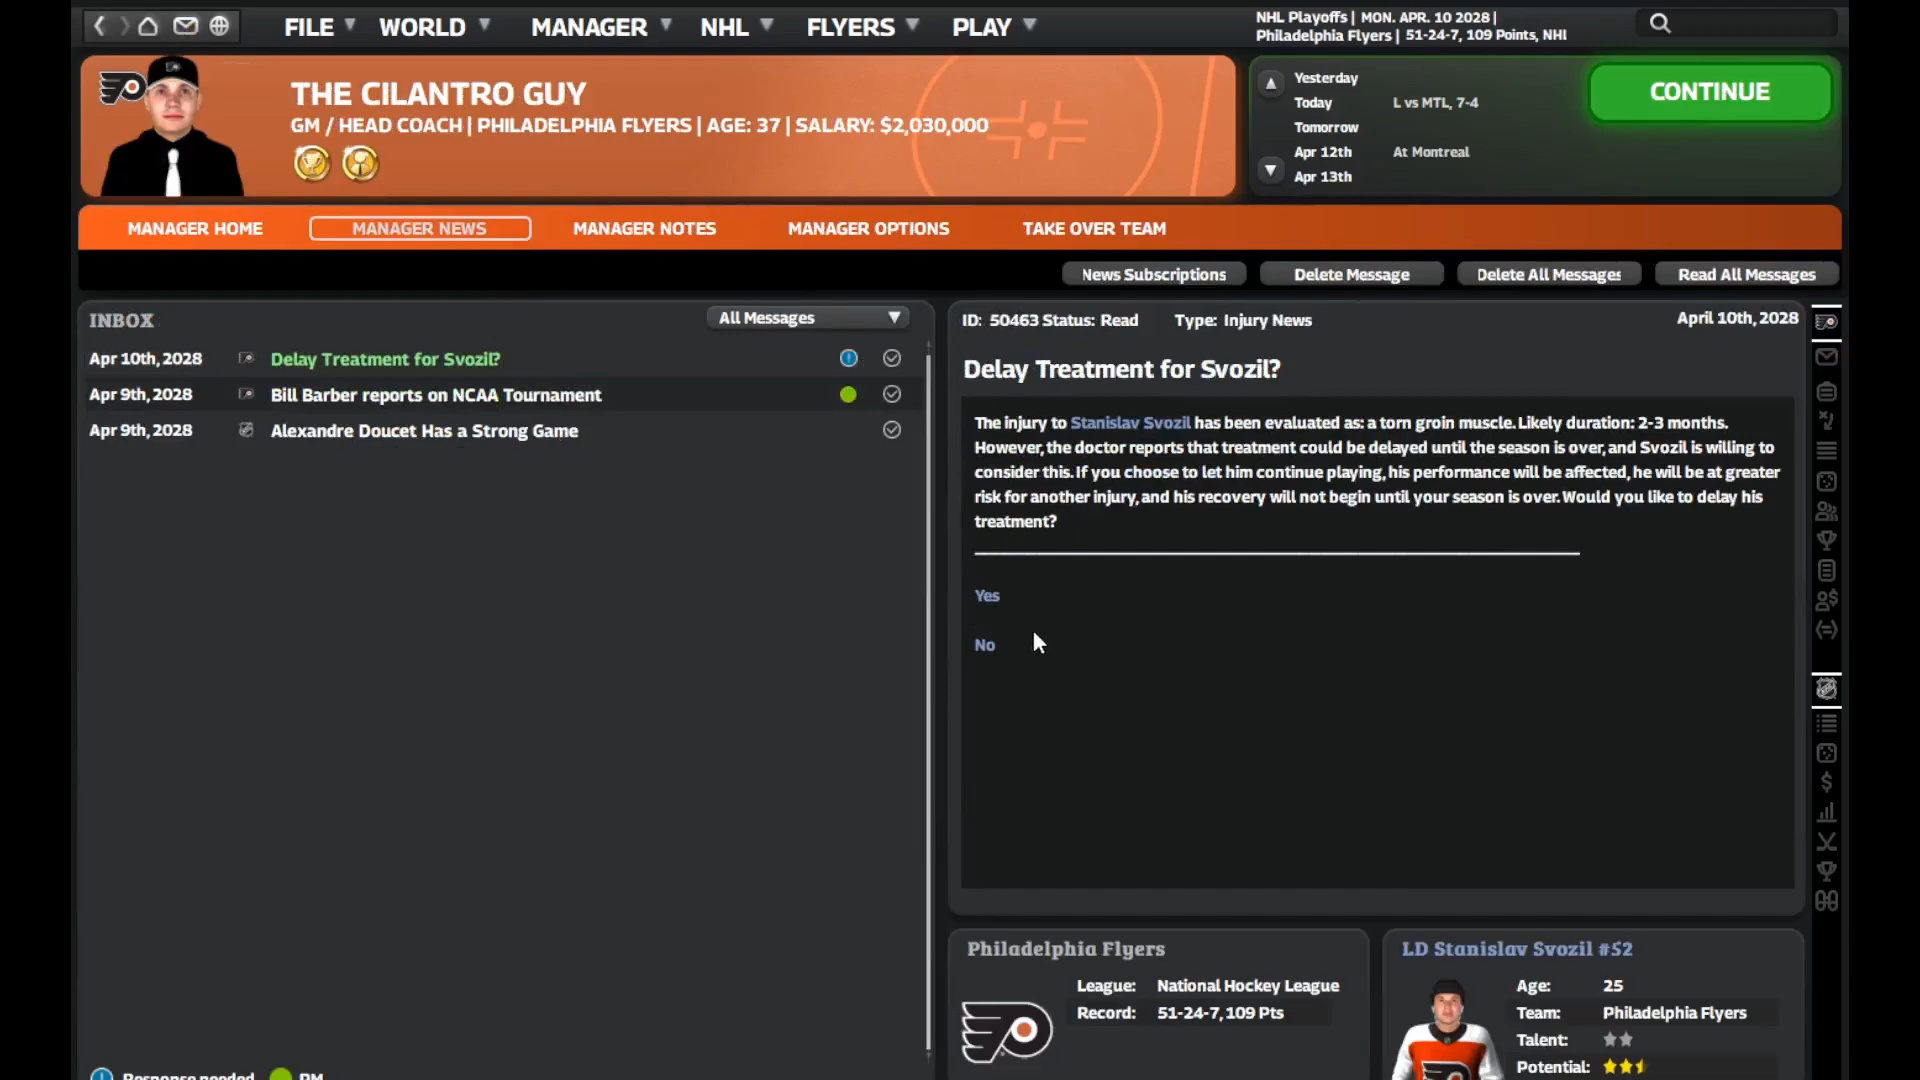 FILE WORLD MANAGER NHL FLYERS PLAY
NHL Playoffs | MON. APR. 10 2028 |
Philadelphia Flyers | 51-24-7, 109 Points, NHI
THE CILANTRO GUY
GM / HEAD COACH | PHILADELPHIA FLYERS | AGE: 37 | SALARY: $2,030,000
Yesterday
Today L vs MTL, 7-4
Tomorrow
Apr 12th At Montreal
Apr 13th
CONTINUE
MANAGER HOME MANAGER NEWS MANAGER NOTES MANAGER OPTIONS TAKE OVER TEAM
News Subscriptions Delete Message Delete All Messages Read All Messages
INBOX All Messages
Apr 10th, 2028 Delay Treatment for Svozil?
Apr 9th, 2028 Bill Barber reports on NCAA Tournament
Apr 9th, 2028 Alexandre Doucet Has a Strong Game
Response needed PM
ID: 50463 Status: Read Type: Injury News April 10th, 2028
Delay Treatment for Svozil?
The injury to Stanislav Svozil has been evaluated as: a torn groin muscle. Likely duration: 2-3 months.
However, the doctor reports that treatment could be delayed until the season is over, and Svozil is willing to
consider this. If you choose to let him continue playing, his performance will be affected, he will be at greater
risk for another injury, and his recovery will not begin until your season is over. Would you like to delay his
treatment?
Yes
No
Philadelphia Flyers
League: National Hockey League
Record: 51-24-7, 109 Pts
LD Stanislav Svozil #52
Age: 25
Team: Philadelphia Flyers
Talent:
Potential: